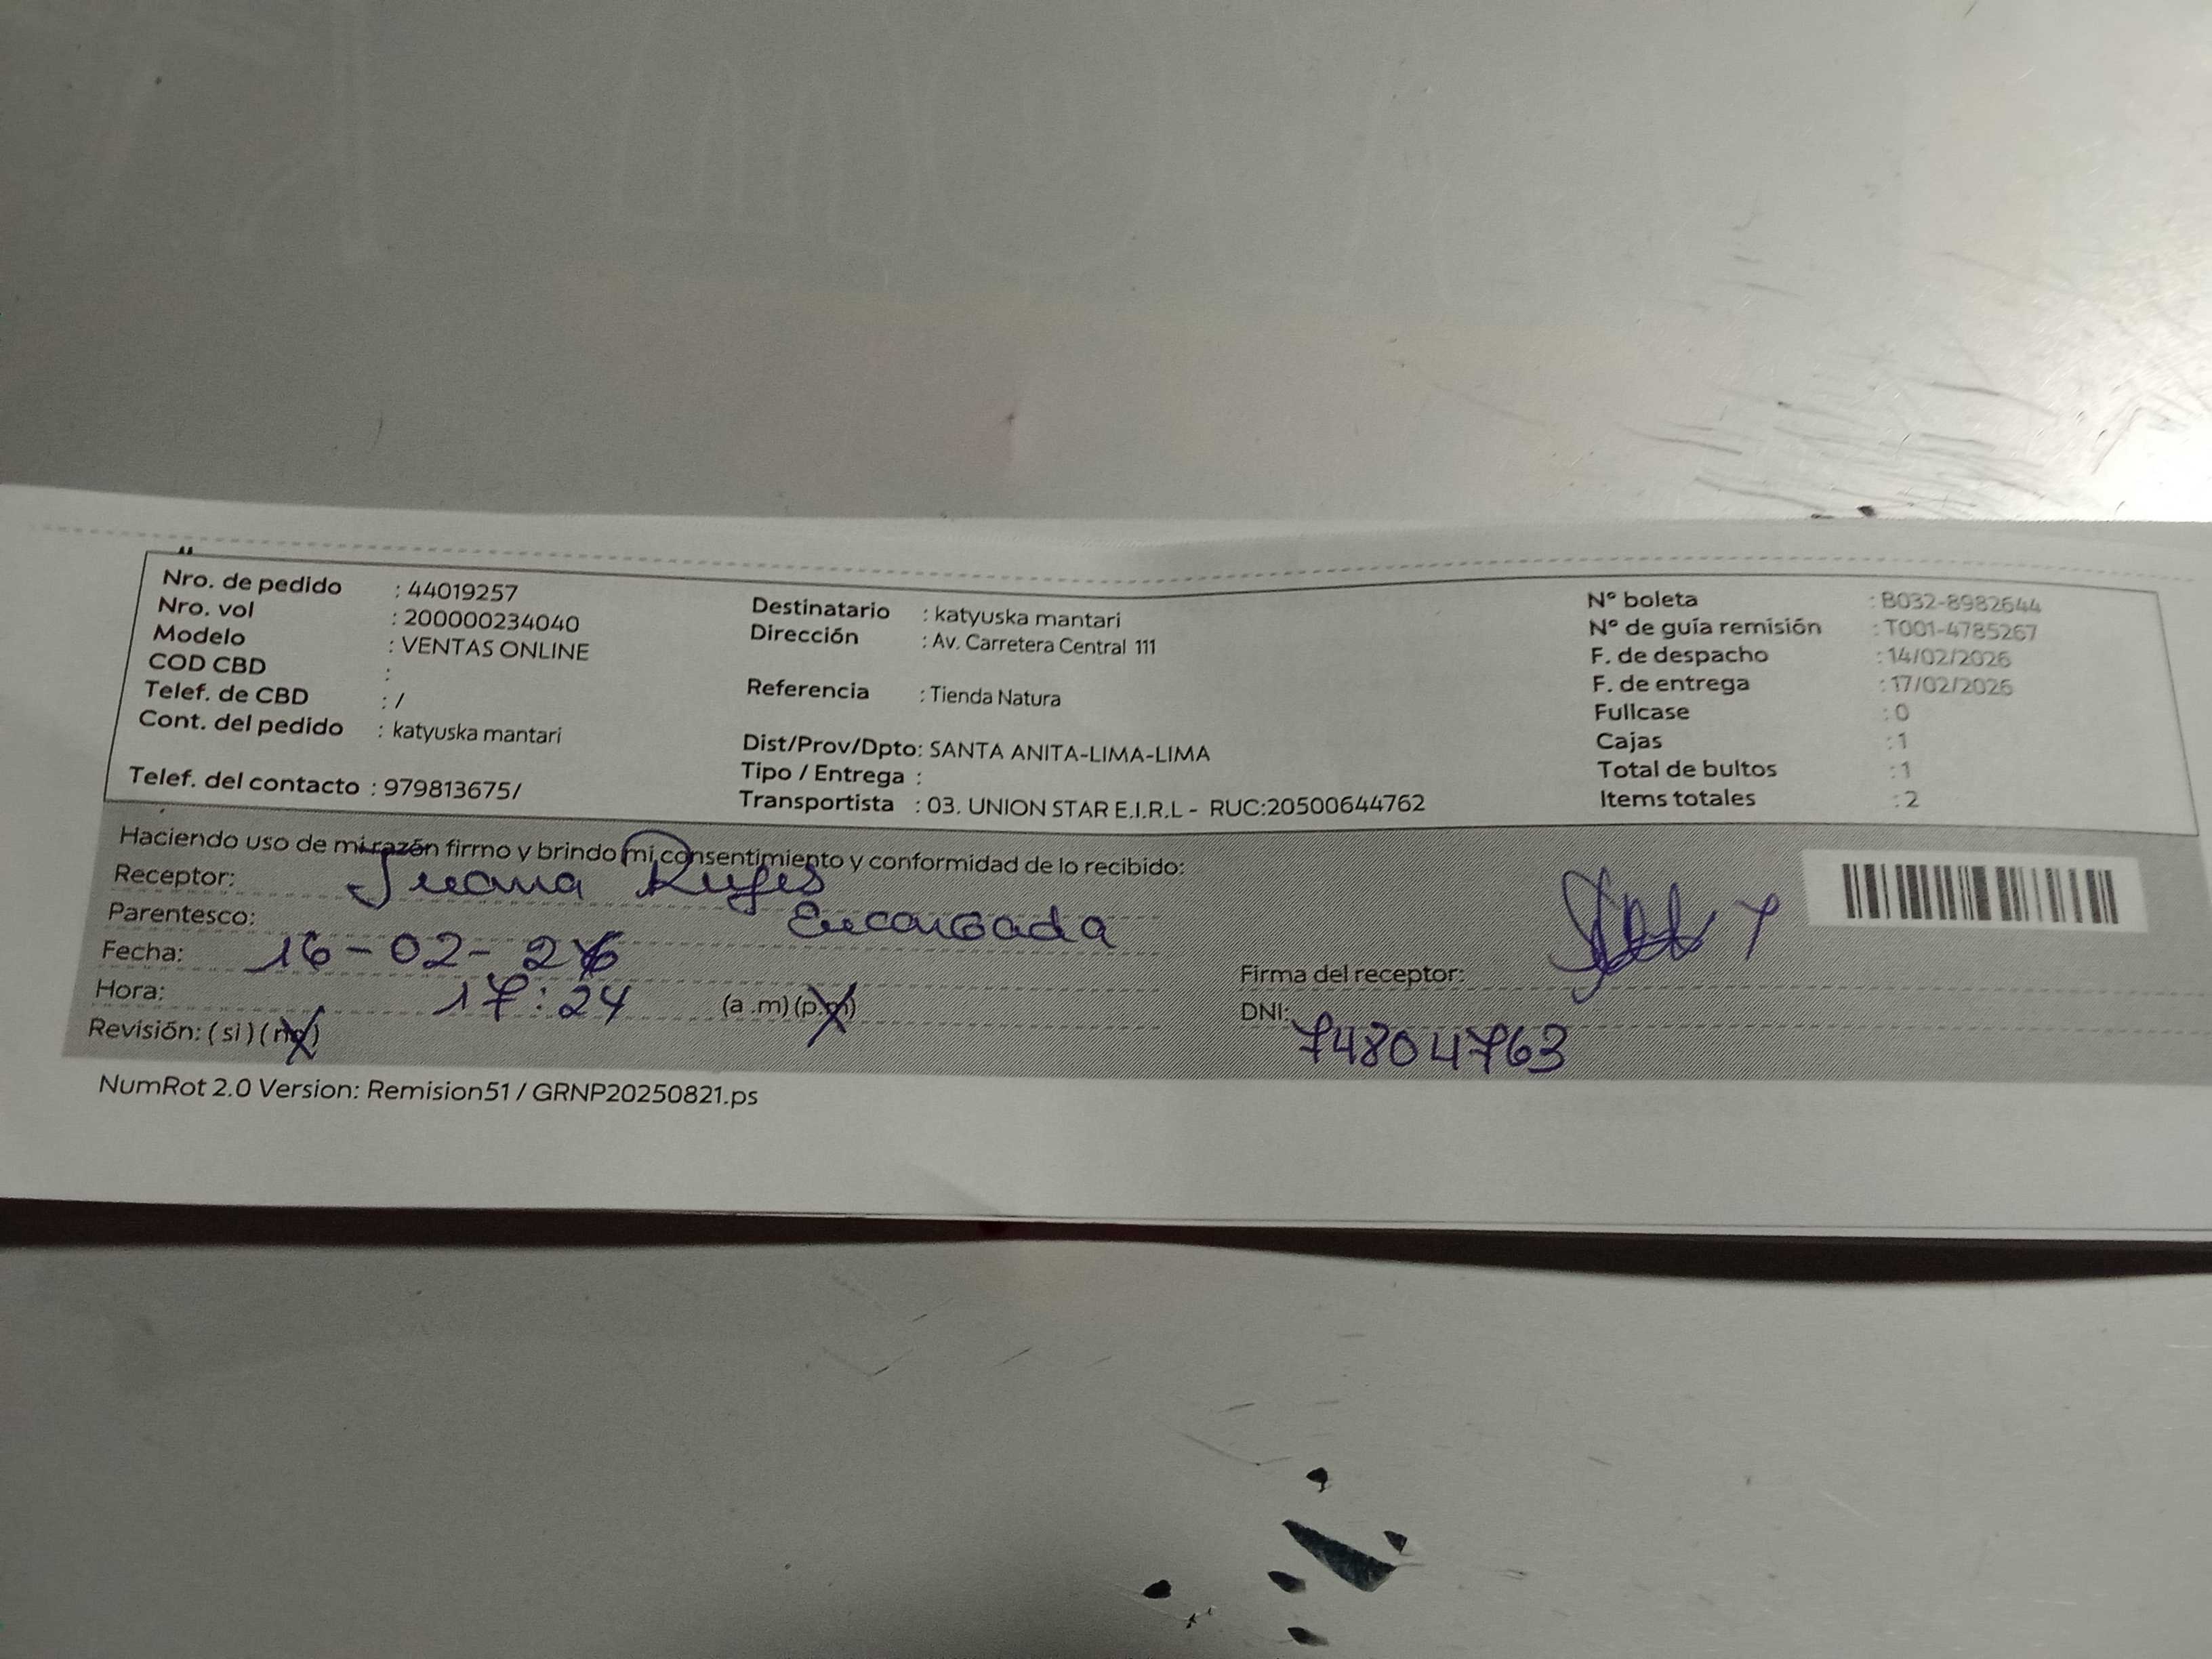 Nro. de pedido : 44019257
Nro. vol : 200000234040
Modelo : VENTAS ONLINE
COD CBD :
Telef. de CBD : /
Cont. del pedido : katyuska mantari
Telef. del contacto : 979813675/
Destinatario : katyuska mantari
Dirección : Av. Carretera Central 111
Referencia : Tienda Natura
Dist/Prov/Dpto: SANTA ANITA-LIMA-LIMA
Tipo / Entrega :
Transportista : 03. UNION STAR E.I.R.L - RUC:20500644762
N° boleta : B032-8982644
N° de guía remisión : T001-4785267
F. de despacho : 14/02/2026
F. de entrega : 17/02/2026
Fullcase : 0
Cajas : 1
Total de bultos : 1
Items totales : 2
Haciendo uso de mi razón firmo y brindo mi consentimiento y conformidad de lo recibido:
Receptor:
Parentesco: Encargada
Fecha: 16-02-26
Hora: 17:24 (a .m) (p.m)
Revisión: (si) (no)
Firma del receptor:
DNI: 74804763
NumRot 2.0 Version: Remision51 / GRNP20250821.ps